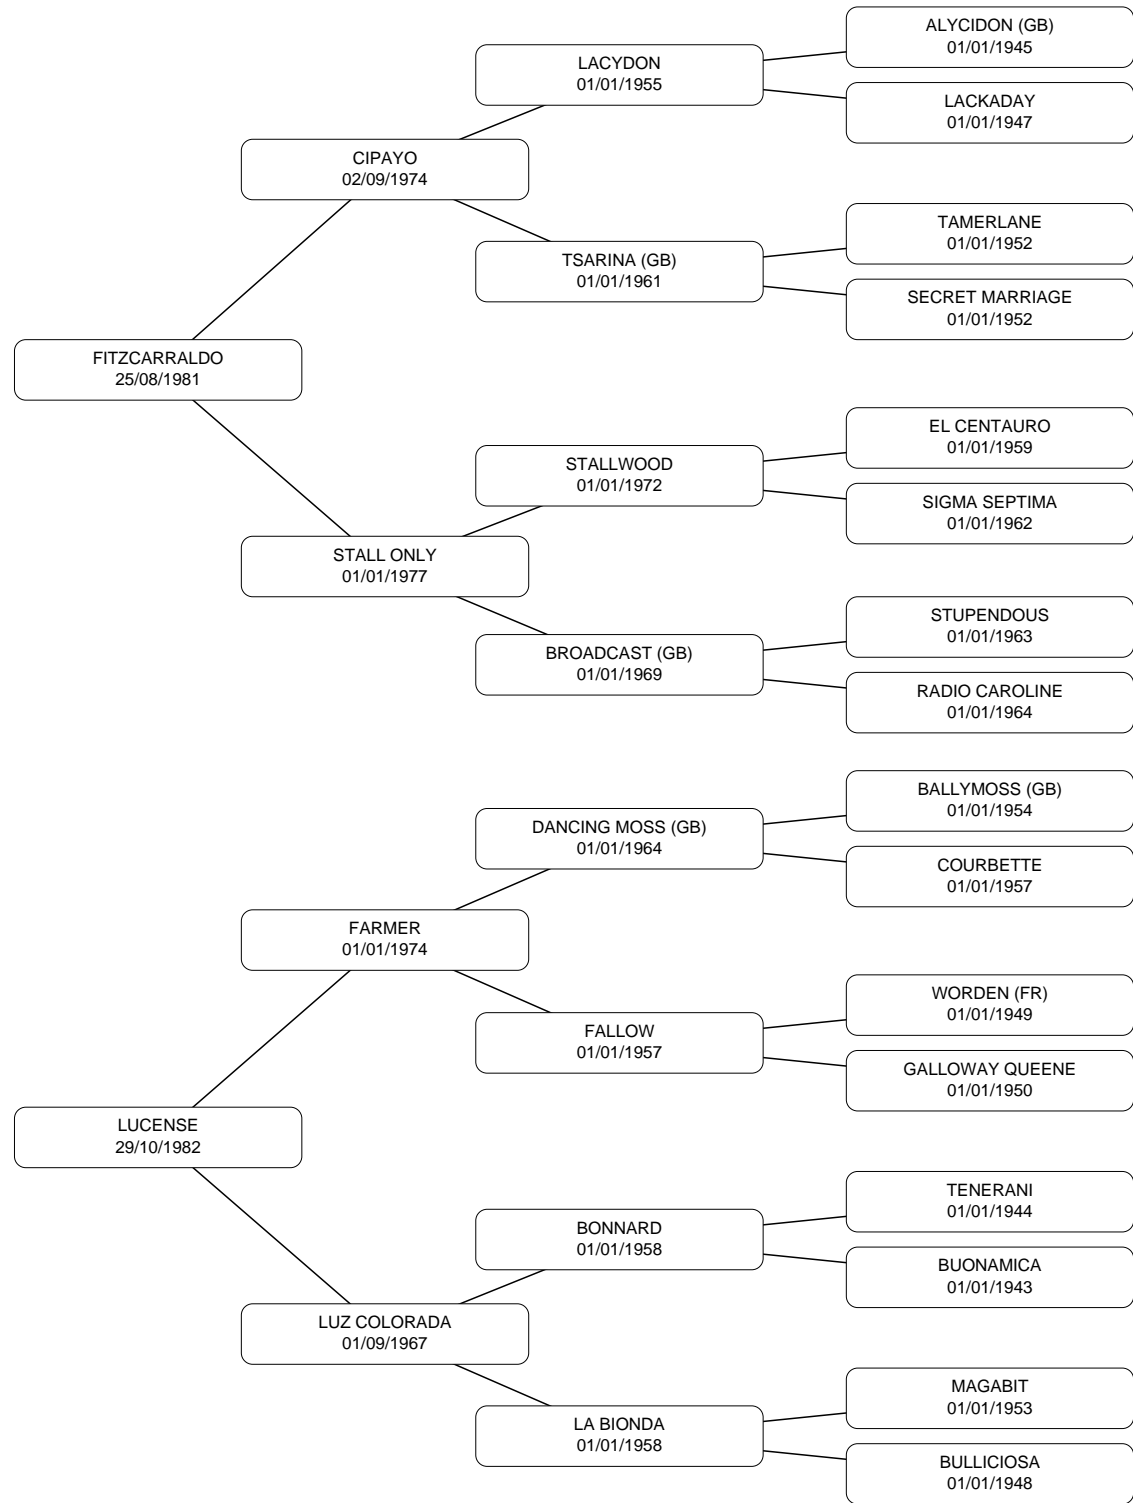 ALYCIDON (GB)
01/01/1945
LACYDON
01/01/1955
LACKADAY
01/01/1947
CIPAYO
02/09/1974
TAMERLANE
01/01/1952
TSARINA (GB)
01/01/1961
SECRET MARRIAGE
01/01/1952
FITZCARRALDO
25/08/1981
EL CENTAURO
01/01/1959
STALLWOOD
01/01/1972
SIGMA SEPTIMA
01/01/1962
STALL ONLY
01/01/1977
STUPENDOUS
01/01/1963
BROADCAST (GB)
01/01/1969
RADIO CAROLINE
01/01/1964
BALLYMOSS (GB)
01/01/1954
DANCING MOSS (GB)
01/01/1964
COURBETTE
01/01/1957
FARMER
01/01/1974
WORDEN (FR)
01/01/1949
FALLOW
01/01/1957
GALLOWAY QUEENE
01/01/1950
LUCENSE
29/10/1982
TENERANI
01/01/1944
BONNARD
01/01/1958
BUONAMICA
01/01/1943
LUZ COLORADA
01/09/1967
MAGABIT
01/01/1953
LA BIONDA
01/01/1958
BULLICIOSA
01/01/1948